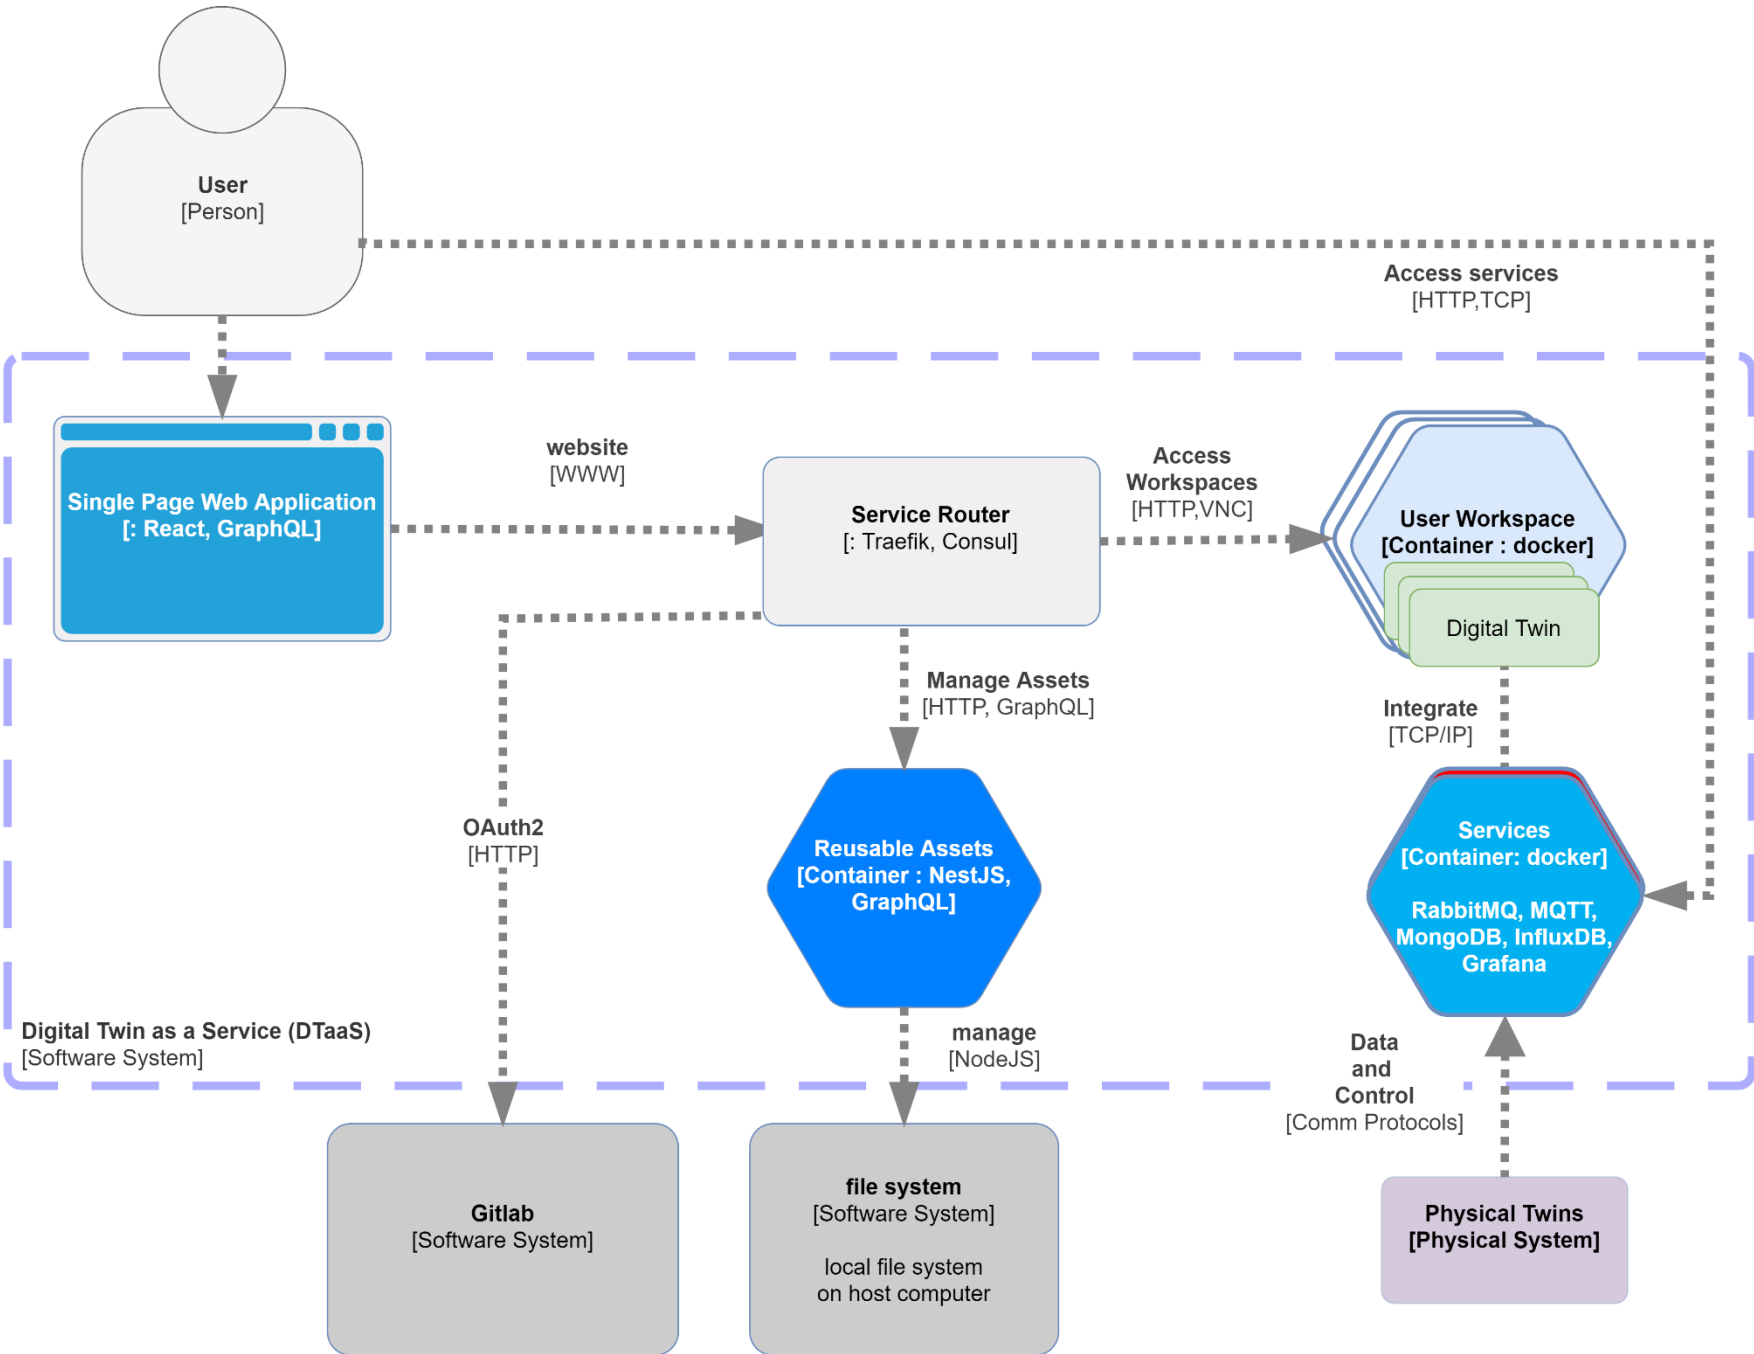 User
[Person]
Access services
[HTTP,TCP]
Single Page Web Application
[: React, GraphQL]
website
[WWW]
Service Router
[: Traefik, Consul]
Access
Workspaces
[HTTP,VNC]
User Workspace
[Container : docker]
Digital Twin
Manage Assets
[HTTP, GraphQL]
Integrate
[TCP/IP]
OAuth2
[HTTP]
Reusable Assets
[Container : NestJS,
GraphQL]
Services
[Container: docker]
RabbitMQ, MQTT,
MongoDB, InfluxDB,
Grafana
Digital Twin as a Service (DTaaS)
[Software System]
manage
[NodeJS]
Data
and
Control
[Comm Protocols]
Gitlab
[Software System]
file system
[Software System]
local file system
on host computer
Physical Twins
[Physical System]